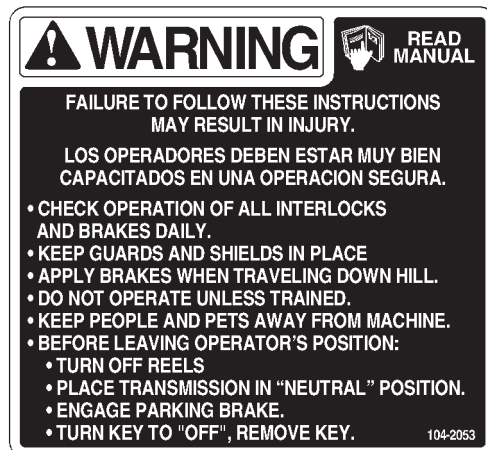 WARNING
READ
MANUAL
FAILURE TO FOLLOW THESE INSTRUCTIONS
MAY RESULT IN INJURY.
LOS OPERADORES DEBEN ESTAR MUY BIEN
CAPACITADOS EN UNA OPERACION SEGURA.
• CHECK OPERATION OF ALL INTERLOCKS
AND BRAKES DAILY.
• KEEP GUARDS AND SHIELDS IN PLACE
• APPLY BRAKES WHEN TRAVELING DOWN HILL.
• DO NOT OPERATE UNLESS TRAINED.
• KEEP PEOPLE AND PETS AWAY FROM MACHINE.
• BEFORE LEAVING OPERATOR'S POSITION:
• TURN OFF REELS
• PLACE TRANSMISSION IN “NEUTRAL” POSITION.
• ENGAGE PARKING BRAKE.
• TURN KEY TO "OFF", REMOVE KEY.
104-2053